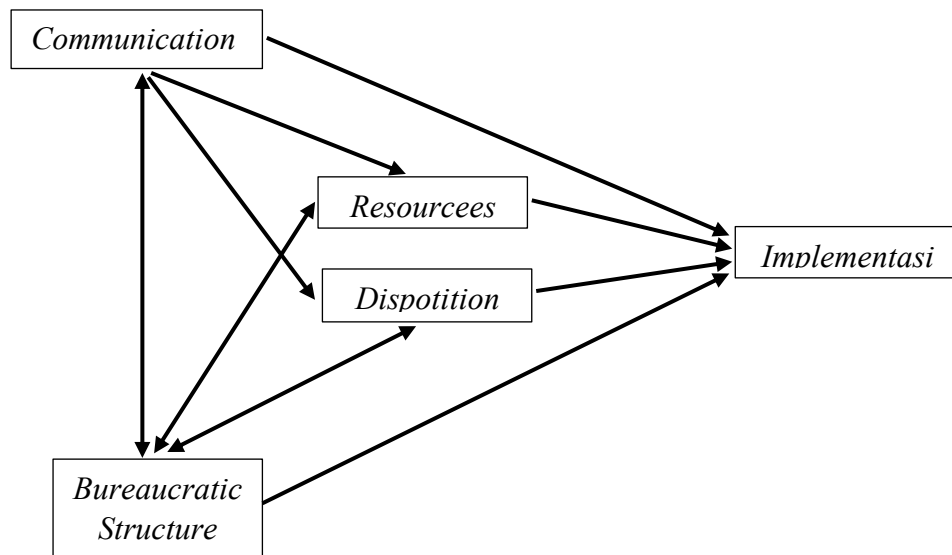 Communication
Resourcees
Implementasi
Dispotition
Bureaucratic
Structure